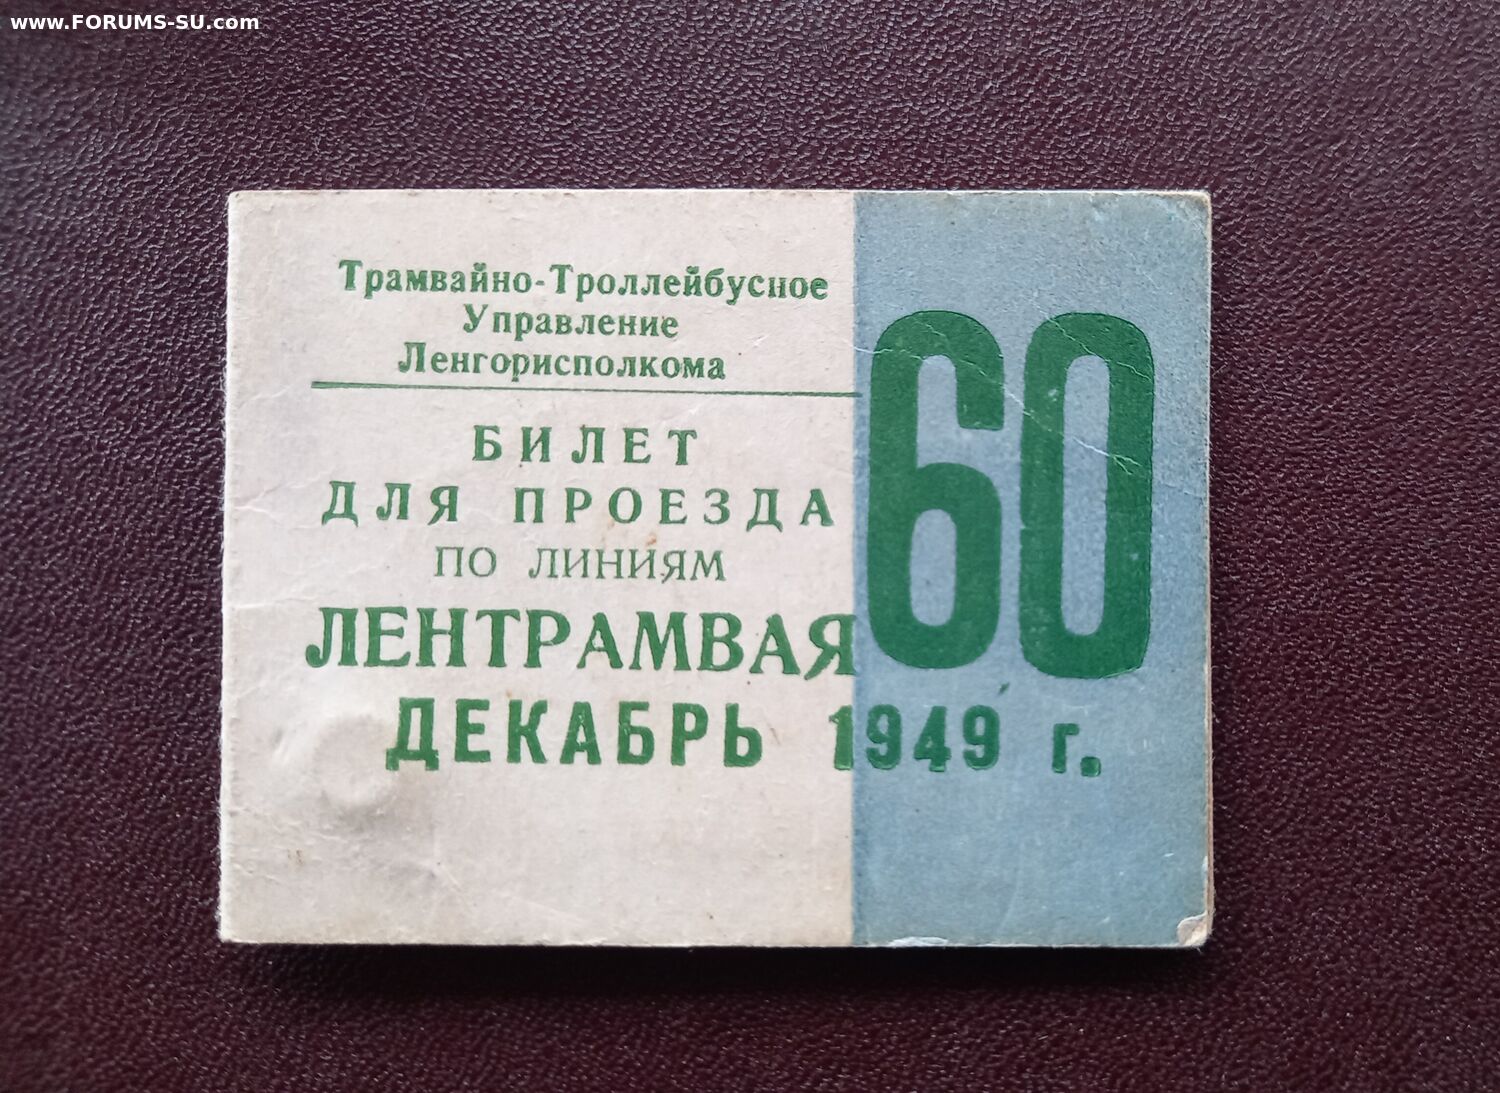 www.FORUMS-SU.com
Трамвайно-Троллейбусное
Управление
Ленгорисполкома
БИЛЕТ
ДЛЯ ПРОЕЗДА
ПО ЛИНИЯМ
ЛЕНТРАМВАЯ
ДЕКАБРЬ 1949 г.
60